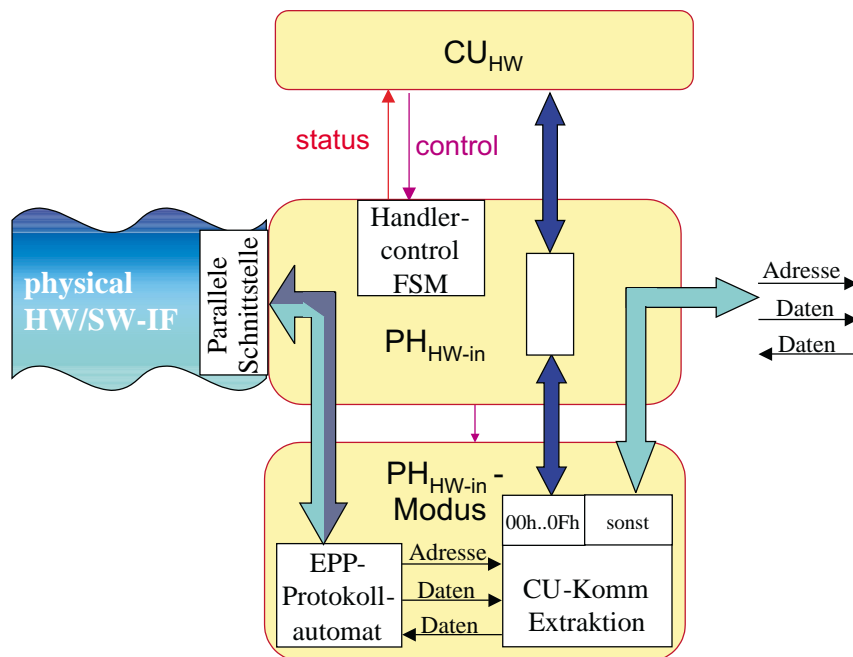 CU_HW
status
control
Handler-
control
FSM
physical
HW/SW-IF
Parallele
Schnittstelle
PH_HW-in
Adresse
Daten
Daten
PH_HW-in -
Modus
00h..0Fh
sonst
EPP-
Protokoll-
automat
Adresse
Daten
Daten
CU-Komm
Extraktion